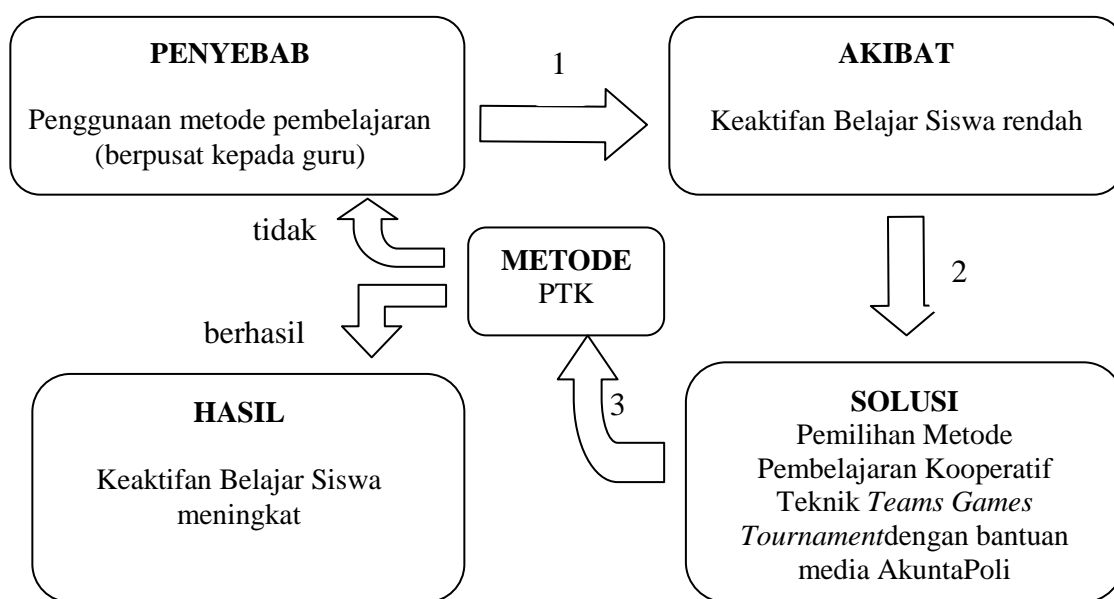 PENYEBAB
Penggunaan metode pembelajaran
(berpusat kepada guru)
1
AKIBAT
Keaktifan Belajar Siswa rendah
tidak
METODE
PTK
2
berhasil
HASIL
Keaktifan Belajar Siswa
meningkat
3
SOLUSI
Pemilihan Metode
Pembelajaran Kooperatif
Teknik Teams Games
Tournamentdengan bantuan
media AkuntaPoli